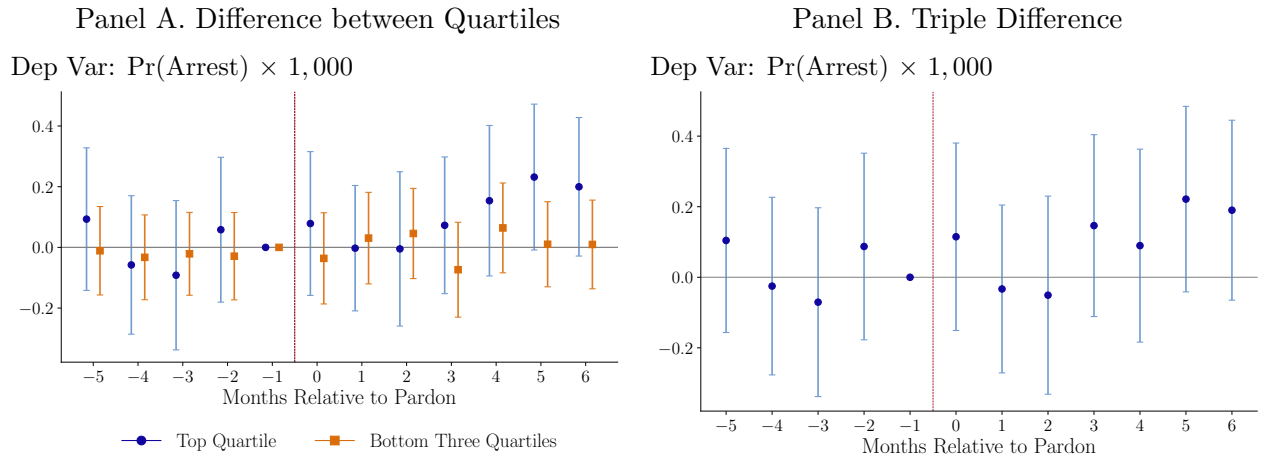 Panel A. Difference between Quartiles
Dep Var: Pr(Arrest) × 1,000
0.4
0.2
0.0
−0.2
−5 −4 −3 −2 −1 0 1 2 3 4 5 6
Months Relative to Pardon
Top Quartile Bottom Three Quartiles
Panel B. Triple Difference
Dep Var: Pr(Arrest) × 1,000
0.4
0.2
0.0
−0.2
−5 −4 −3 −2 −1 0 1 2 3 4 5 6
Months Relative to Pardon